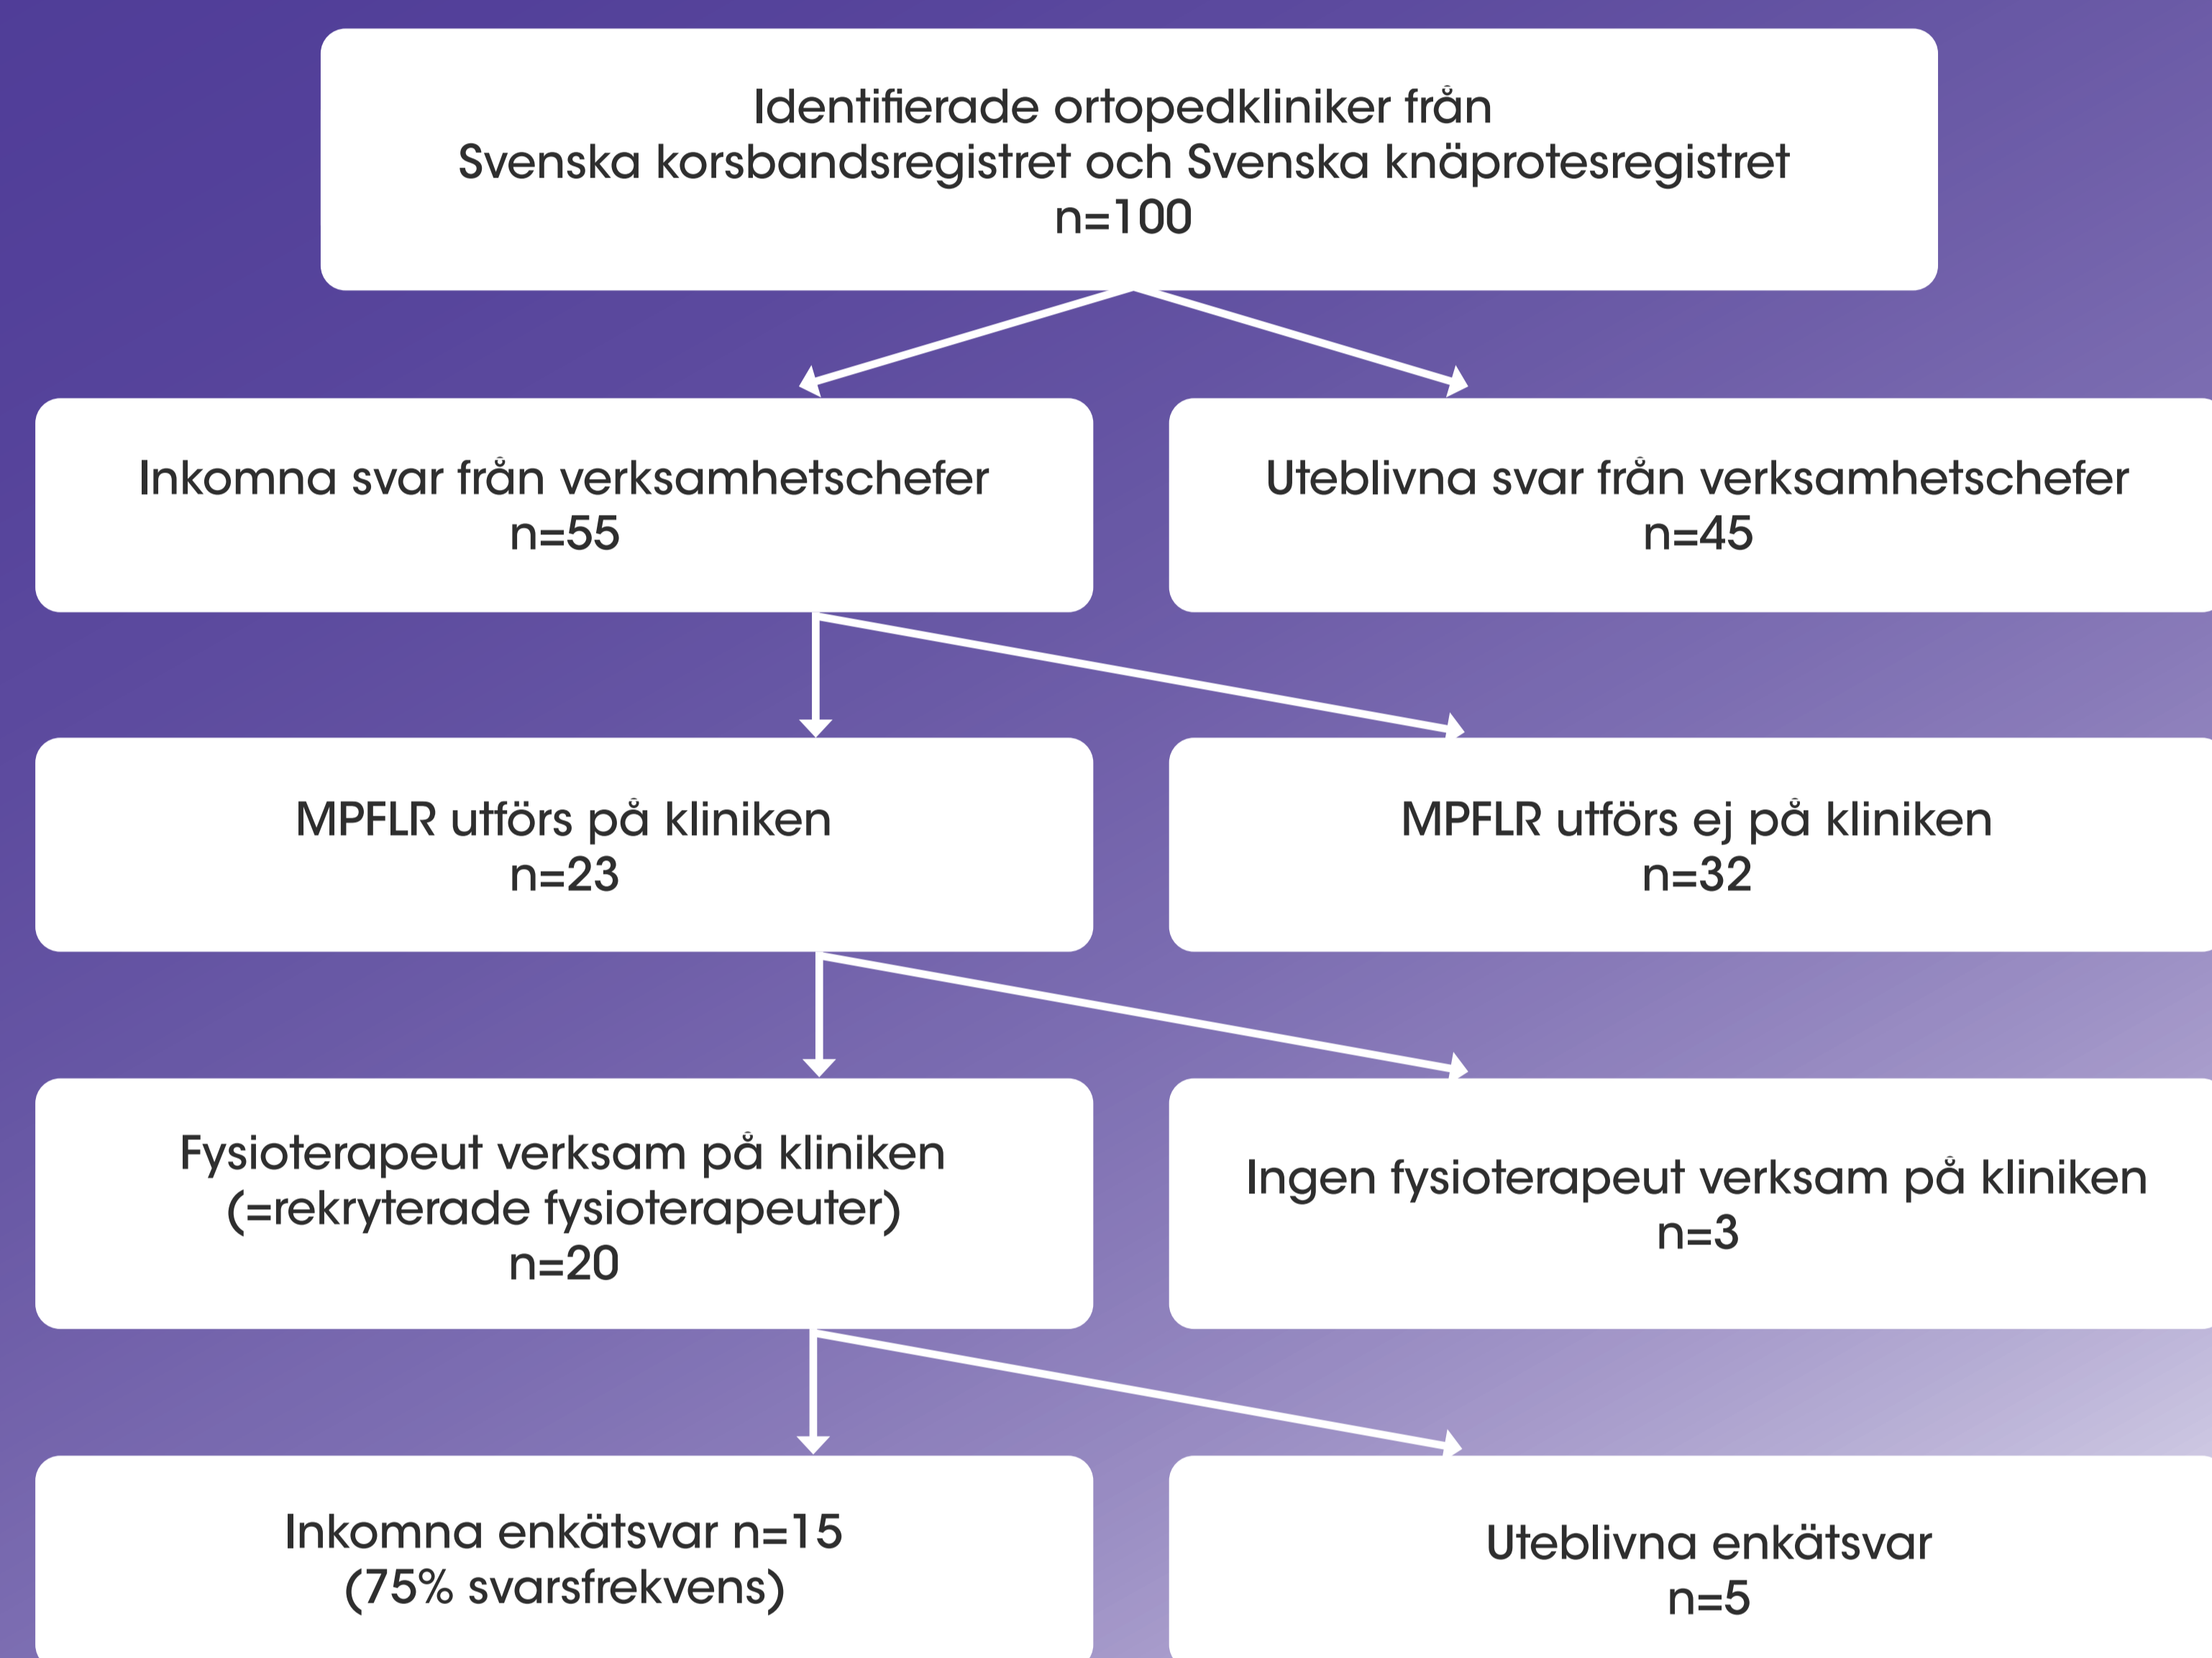 Identifierade ortopedkliniker från
Svenska korsbandsregistret och Svenska knäprotesregistret
n=100
Inkomna svar från verksamhetschefer
n=55
Uteblivna svar från verksamhetschefer
n=45
MPFLR utförs på kliniken
n=23
MPFLR utförs ej på kliniken
n=32
Fysioterapeut verksam på kliniken
(=rekryterade fysioterapeuter)
n=20
Ingen fysioterapeut verksam på kliniken
n=3
Inkomna enkätsvar n=15
(75% svarsfrekvens)
Uteblivna enkätsvar
n=5